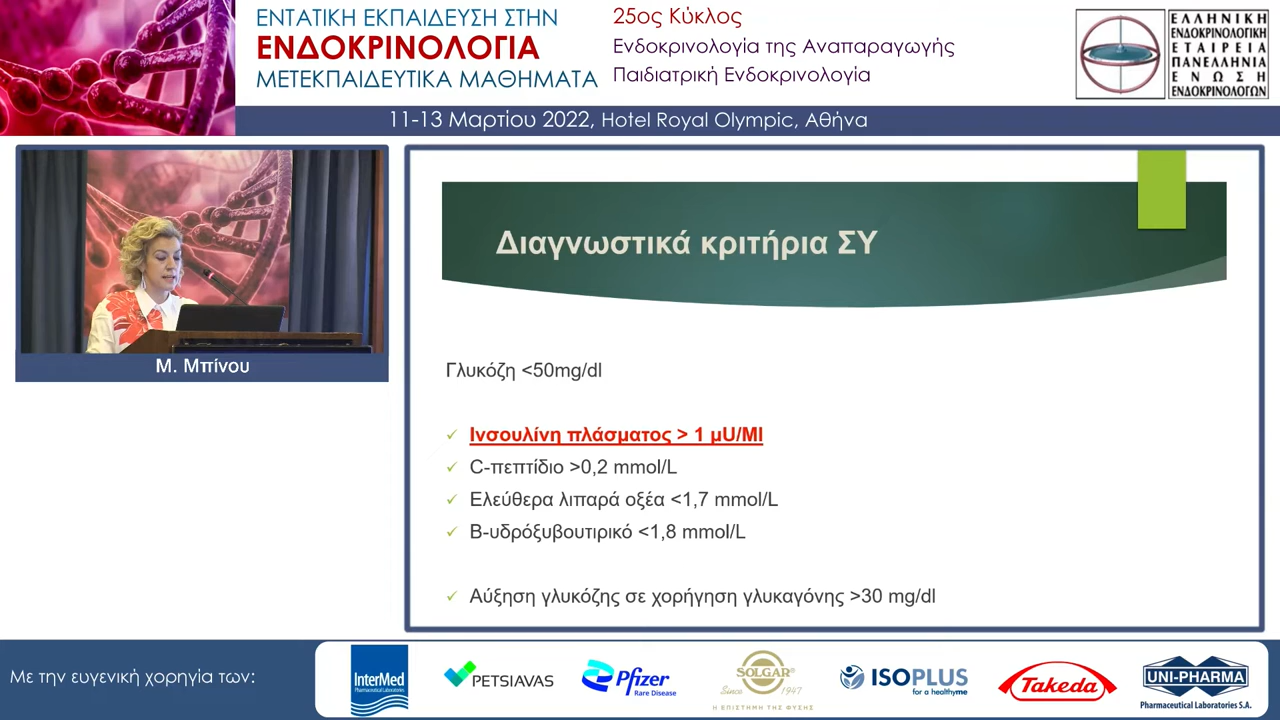 ΕΝΤΑΤΙΚΗ ΕΚΠΑΙΔΕΥΣΗ ΣΤΗΝ
ΕΝΔΟΚΡΙΝΟΛΟΓΙΑ
ΜΕΤΕΚΠΑΙΔΕΥΤΙΚΑ ΜΑΘΗΜΑΤΑ
25ος Κύκλος
Ενδοκρινολογία της Αναπαραγωγής
Παιδιατρική Ενδοκρινολογία
ΕΛΛΗΝΙΚΗ
ΕΝΔΟΚΡΙΝΟΛΟΓΙΚΗ
ΕΤΑΙΡΕΙΑ
ΠΑΝΕΛΛΗΝΙΑ
ΕΝΩΣΗ
ΕΝΔΟΚΡΙΝΟΛΟΓΩΝ
11-13 Μαρτίου 2022, Hotel Royal Olympic, Αθήνα
Μ. Μπίνου
Διαγνωστικά κριτήρια ΣΥ
Γλυκόζη <50mg/dl
✓ Ινσουλίνη πλάσματος > 1 μU/Ml
✓ C-πεπτίδιο >0,2 mmol/L
✓ Ελεύθερα λιπαρά οξέα <1,7 mmol/L
✓ Β-υδρόξυβουτιρικό <1,8 mmol/L
✓ Αύξηση γλυκόζης σε χορήγηση γλυκαγόνης >30 mg/dl
Με την ευγενική χορηγία των:
InterMed
Pharmaceutical Laboratories
PETSIAVAS
Pfizer
Rare Disease
SOLGAR®
Since 1947
Η ΕΠΙΣΤΗΜΗ ΤΗΣ ΦΥΣΗΣ
ISOPLUS
for a healthyme
Takeda
UNI-PHARMA
Pharmaceutical Laboratories S.A.